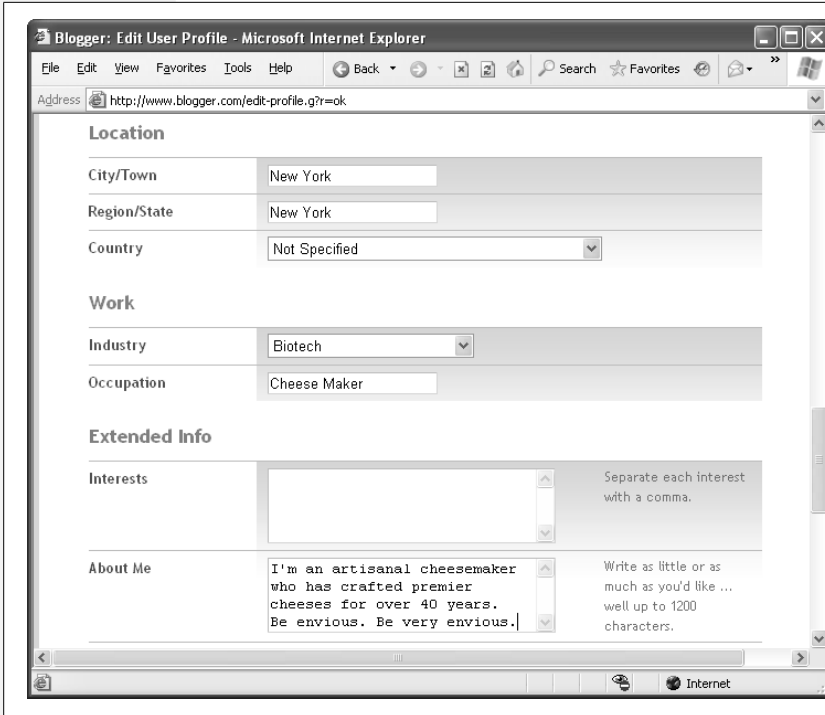 Blogger: Edit User Profile - Microsoft Internet Explorer
File Edit View Favorites Tools Help Back Search Favorites »
Address http://www.blogger.com/edit-profile.g?r=ok
Location
City/Town New York
Region/State New York
Country Not Specified
Work
Industry Biotech
Occupation Cheese Maker
Extended Info
Interests Separate each interest
with a comma.
About Me I'm an artisanal cheesemaker
who has crafted premier
cheeses for over 40 years.
Be envious. Be very envious.
Write as little or as
much as you'd like ...
well up to 1200
characters.
Internet